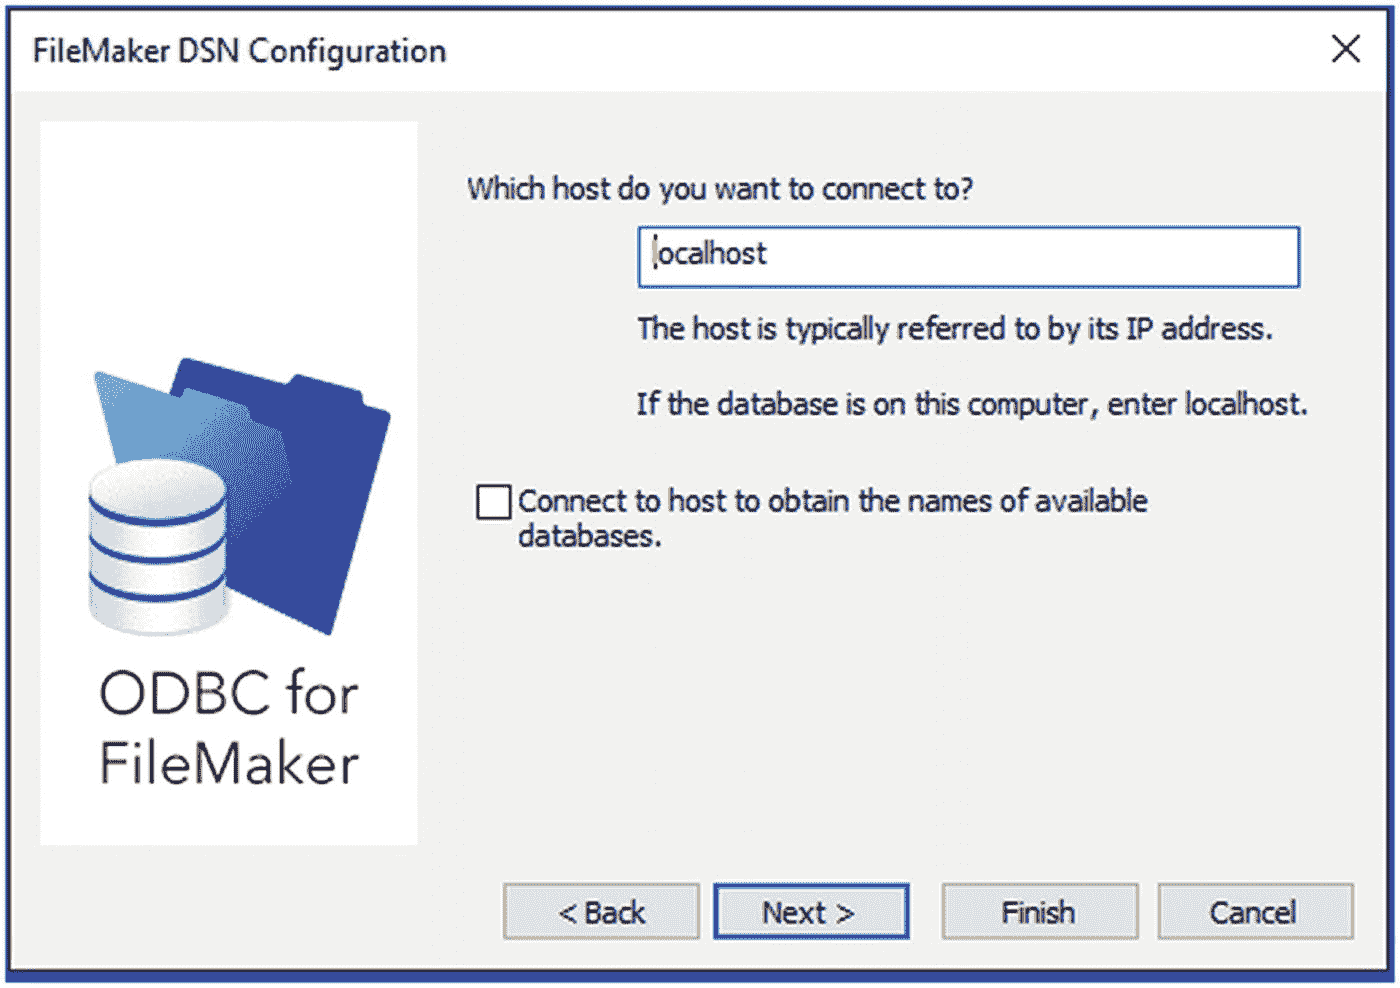 FileMaker DSN Configuration
Which host do you want to connect to?
localhost
The host is typically referred to by its IP address.
If the database is on this computer, enter localhost.
Connect to host to obtain the names of available
databases.
ODBC for
FileMaker
< Back
Next >
Finish
Cancel